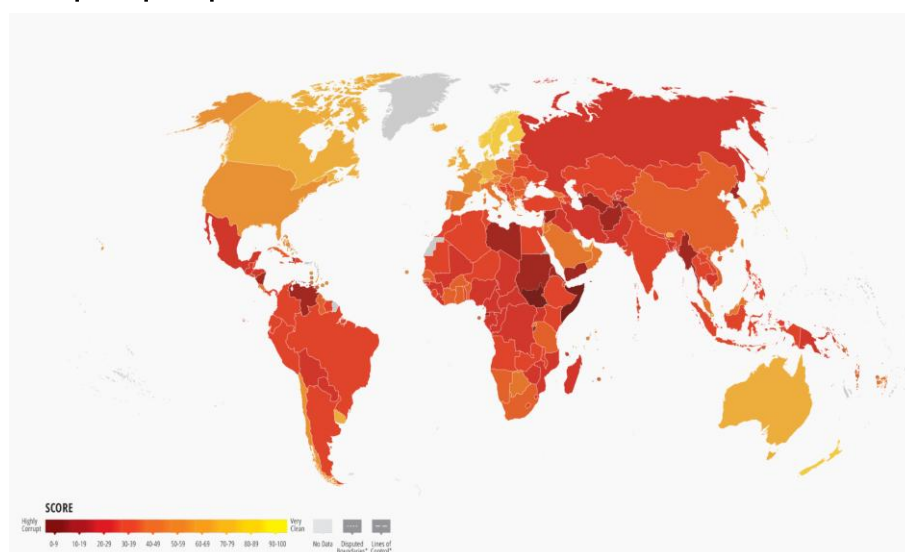 SCORE
Highly
Corrupt
Very
Clean
0-9 10-19 20-29 30-39 40-49 50-59 60-69 70-79 80-89 90-100 No Data Disputed Lines of
Boundaries* Control*